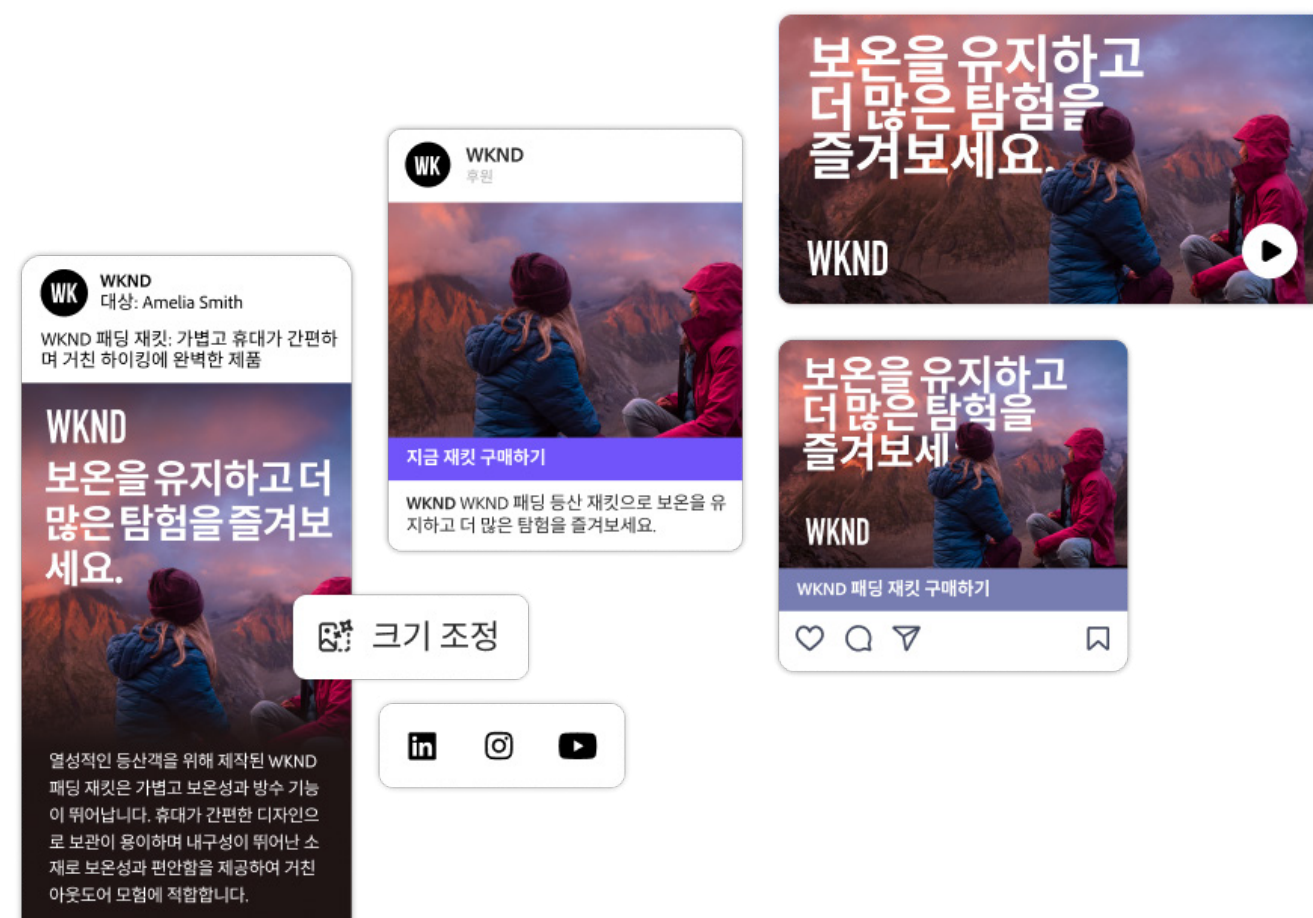 WK
WKND
대상: Amelia Smith
WKND 패딩 재킷: 가볍고 휴대가 간편하
며 거친 하이킹에 완벽한 제품
WKND
보온을 유지하고 더
많은 탐험을 즐겨보
세요.
열성적인 등산객을 위해 제작된 WKND
패딩 재킷은 가볍고 보온성과 방수 기능
이 뛰어납니다. 휴대가 간편한 디자인으
로 보관이 용이하며 내구성이 뛰어난 소
재로 보온성과 편안함을 제공하여 거친
아웃도어 모험에 적합합니다.
WK
WKND
후원
지금 재킷 구매하기
WKND WKND 패딩 등산 재킷으로 보온을 유
지하고 더 많은 탐험을 즐겨보세요.
크기 조정
in
보온을 유지하고
더 많은 탐험을
즐겨보세요.
WKND
보온을 유지하고
더 많은 탐험을
즐겨보세
WKND
WKND 패딩 재킷 구매하기